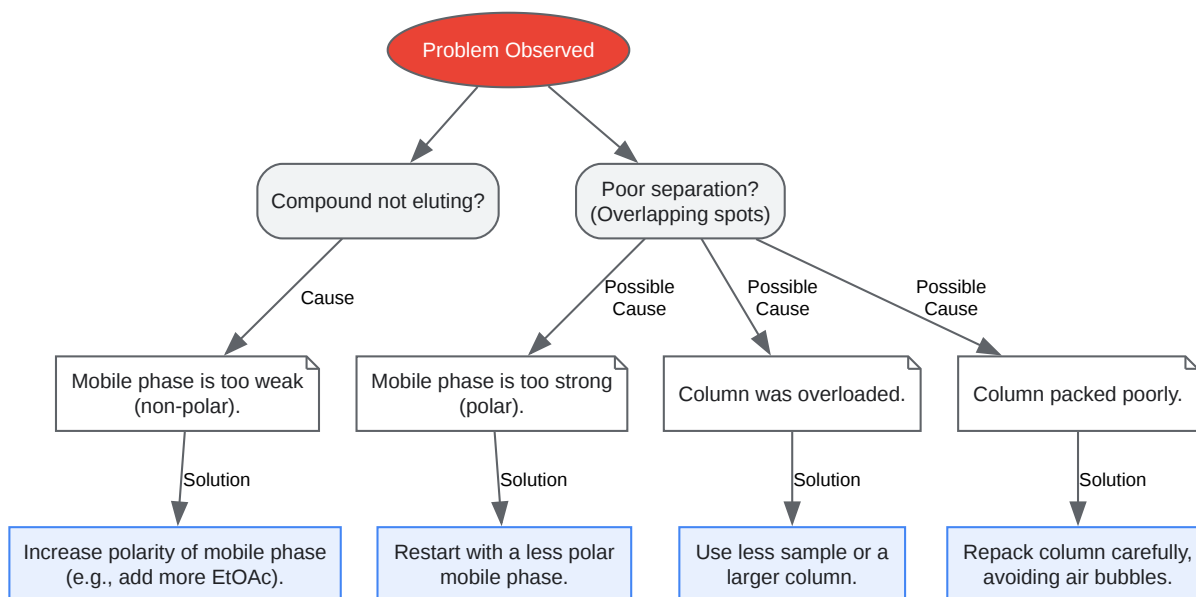 Problem Observed
Compound not eluting?
Poor separation?
(Overlapping spots)
Cause
Possible
Cause
Possible
Cause
Possible
Cause
Mobile phase is too weak
(non-polar).
Mobile phase is too strong
(polar).
Column was overloaded.
Column packed poorly.
Solution
Solution
Solution
Solution
Increase polarity of mobile phase
(e.g., add more EtOAc).
Restart with a less polar
mobile phase.
Use less sample or a
larger column.
Repack column carefully,
avoiding air bubbles.